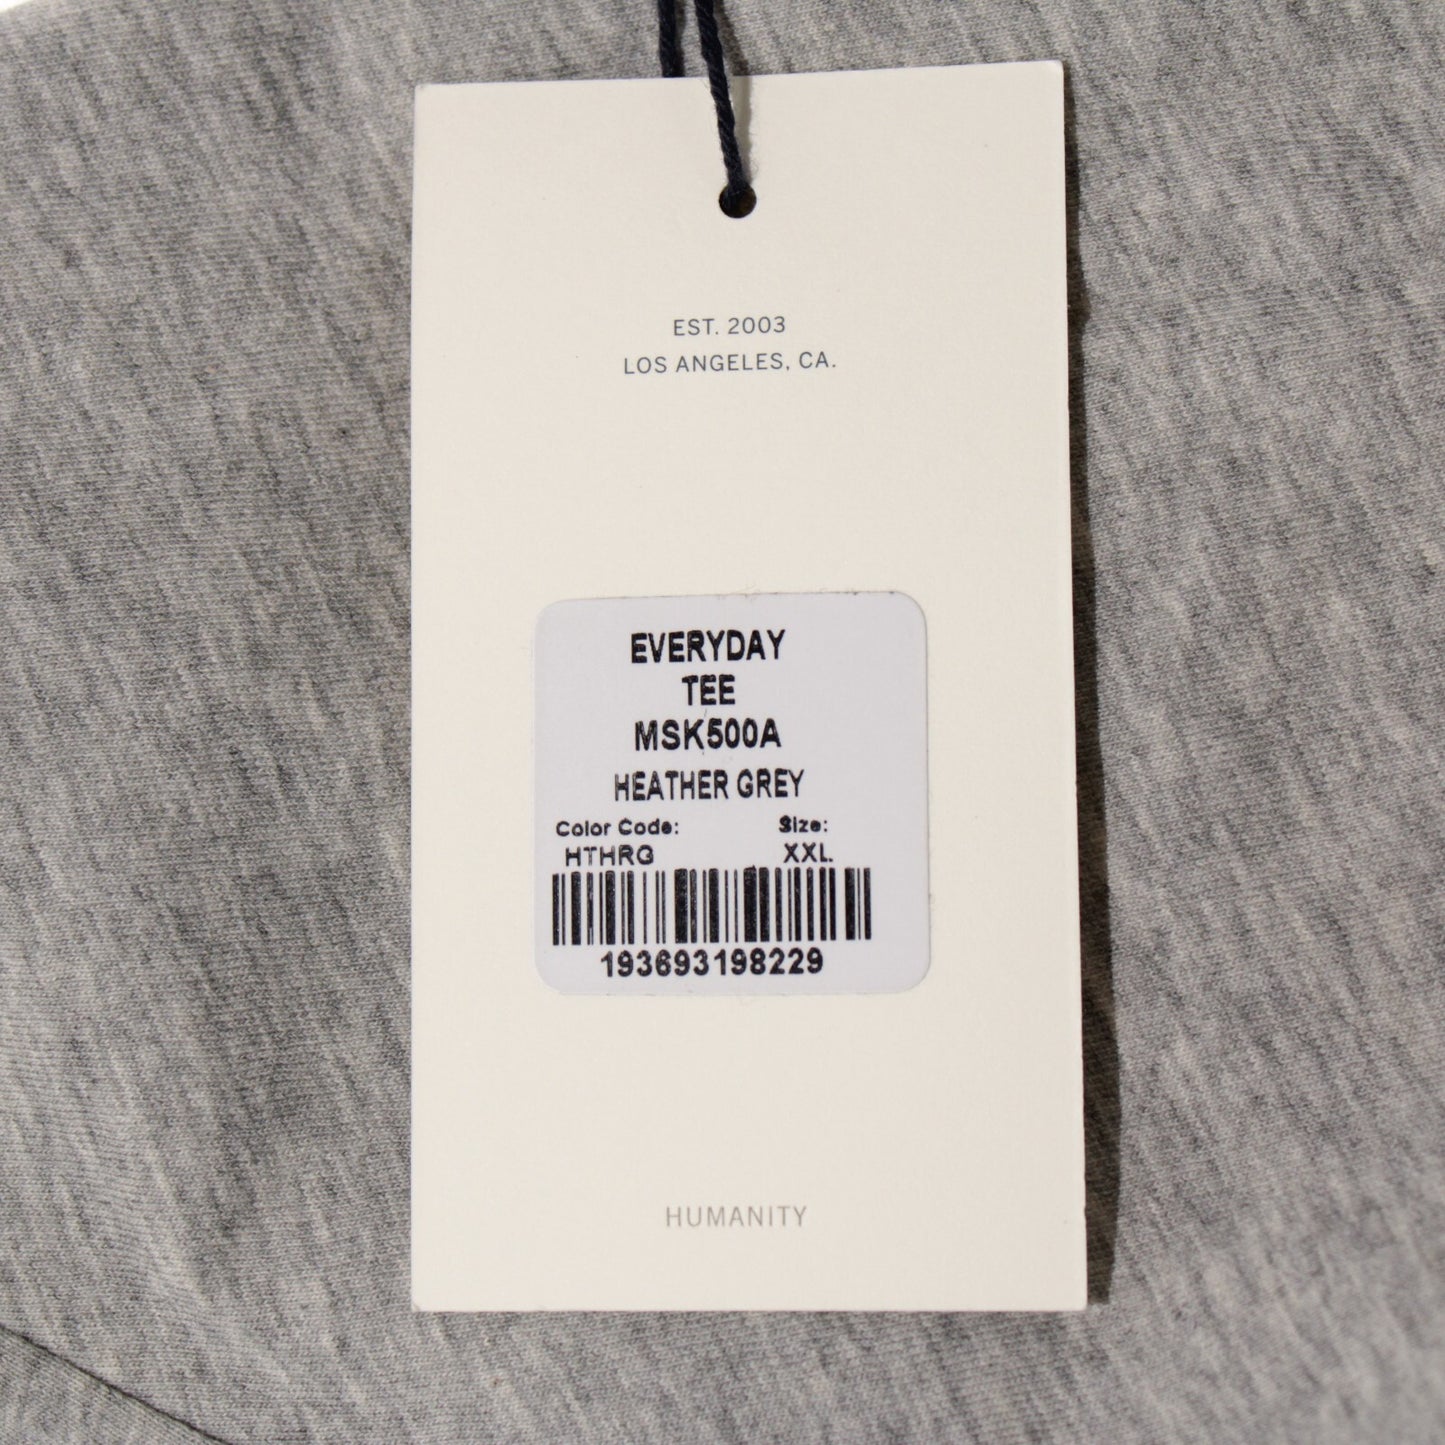 EST. 2003
LOS ANGELES, CA.
EVERYDAY
TEE
MSK500A
HEATHER GREY
Color Code: Size:
HTHRG XXL
193693198229
HUMANITY